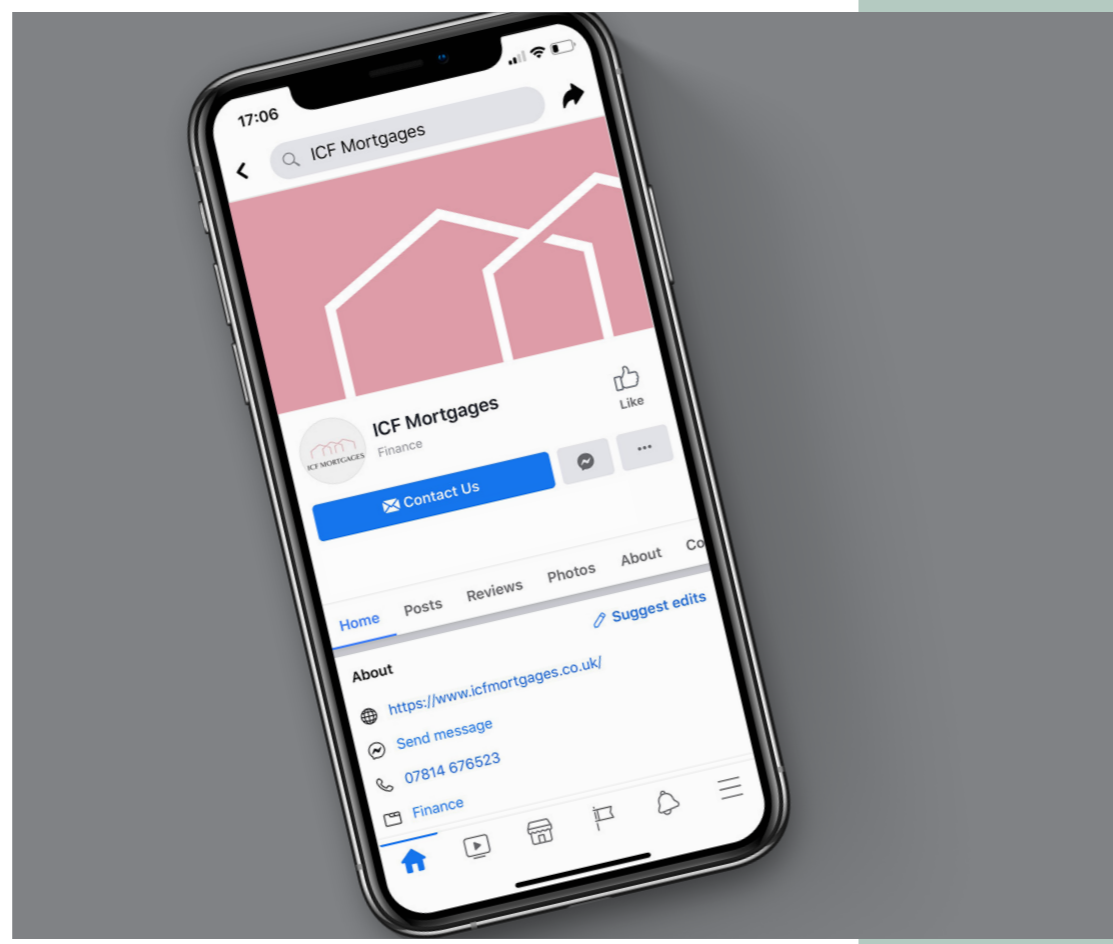 17:06
ICF Mortgages
ICF MORTGAGES
ICF Mortgages
Finance
Like
Contact Us
Home Posts Reviews Photos About Co
Suggest edits
About
https://www.icfmortgages.co.uk/
Send message
07814 676523
Finance